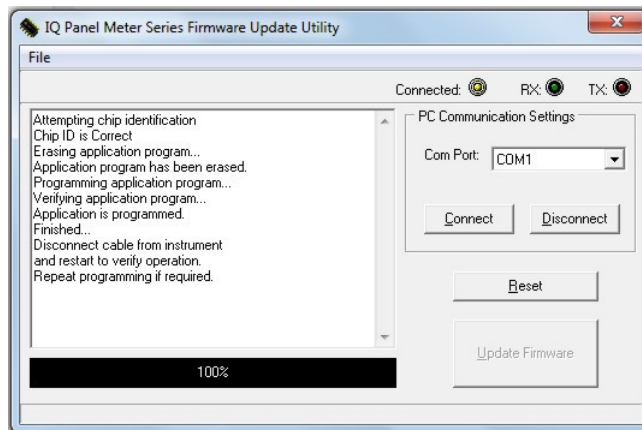 IQ Panel Meter Series Firmware Update Utility
File
Connected: RX: TX:
Attempting chip identification
Chip ID is Correct
Erasing application program...
Application program has been erased.
Programming application program...
Verifying application program...
Application is programmed.
Finished...
Disconnect cable from instrument
and restart to verify operation.
Repeat programming if required.
100%
PC Communication Settings
Com Port: COM1
Connect Disconnect
Reset
Update Firmware